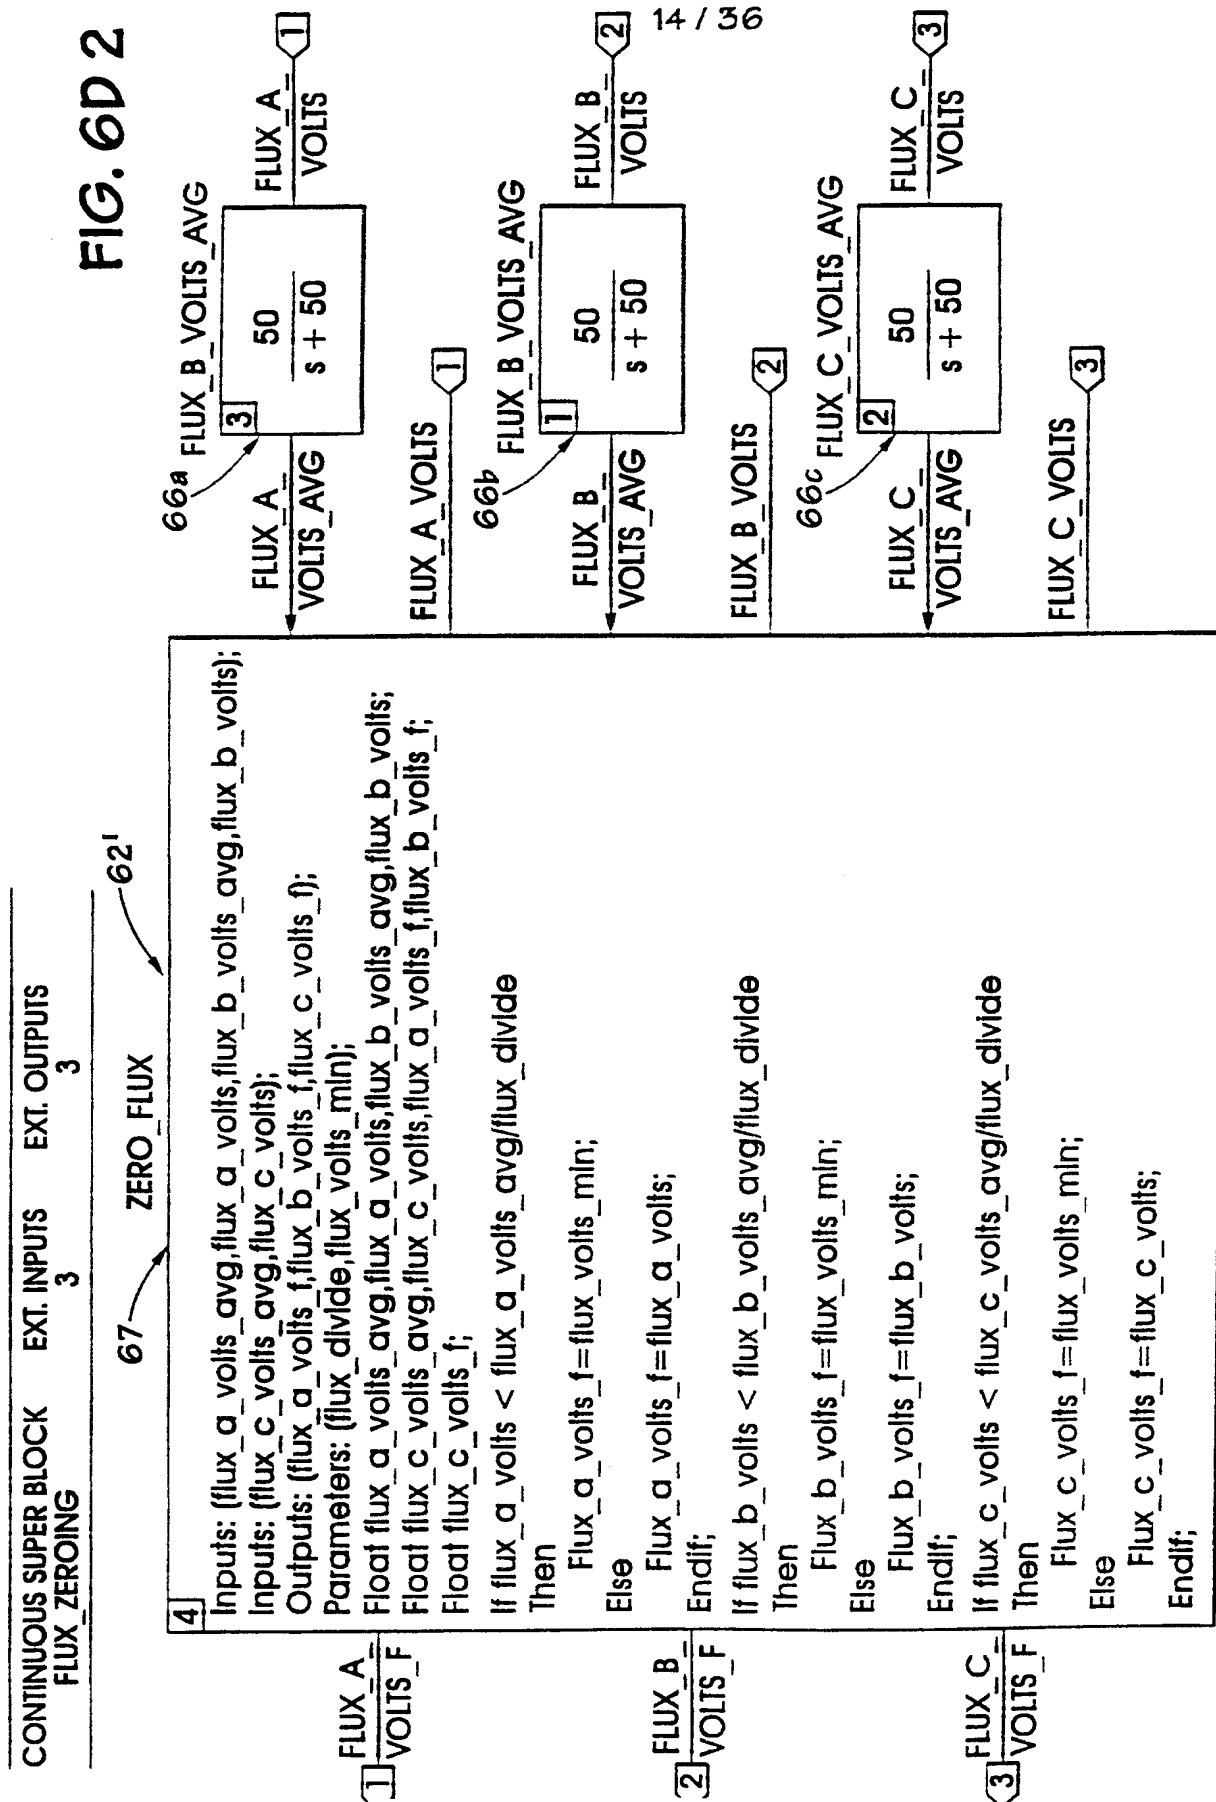 14 / 36
FIG. 6D 2
CONTINUOUS SUPER BLOCK EXT. INPUTS EXT. OUTPUTS
FLUX_ZEROING 3 3
67
ZERO_FLUX
62'
4
Inputs: (flux_a_volts_avg,flux_a_volts,flux_b_volts_avg,flux_b_volts);
Inputs: (flux_c_volts_avg,flux_c_volts);
Outputs: (flux_a_volts_f,flux_b_volts_f,flux_c_volts_f);
Parameters: (flux_divide,flux_volts_min);
Float flux_a_volts_avg,flux_a_volts,flux_b_volts_avg,flux_b_volts;
Float flux_c_volts_avg,flux_c_volts,flux_a_volts_f,flux_b_volts_f;
Float flux_c_volts_f;
If flux_a_volts < flux_a_volts_avg/flux_divide
Then
Flux_a_volts_f=flux_volts_min;
Else
Flux_a_volts_f=flux_a_volts;
Endif;
If flux_b_volts < flux_b_volts_avg/flux_divide
Then
Flux_b_volts_f=flux_volts_min;
Else
Flux_b_volts_f=flux_b_volts;
Endif;
If flux_c_volts < flux_c_volts_avg/flux_divide
Then
Flux_c_volts_f=flux_volts_min;
Else
Flux_c_volts_f=flux_c_volts;
Endif;
1
FLUX_A_
VOLTS_F
2
FLUX_B_
VOLTS_F
3
FLUX_C_
VOLTS_F
FLUX_A_
VOLTS_AVG
66a
FLUX_B_VOLTS_AVG
3
50
s + 50
FLUX_A_
VOLTS
1
FLUX_A_VOLTS
1
FLUX_B_
VOLTS_AVG
66b
FLUX_B_VOLTS_AVG
1
50
s + 50
FLUX_B_
VOLTS
2
FLUX_B_VOLTS
2
FLUX_C_
VOLTS_AVG
66c
FLUX_C_VOLTS_AVG
2
50
s + 50
FLUX_C_
VOLTS
3
FLUX_C_VOLTS
3